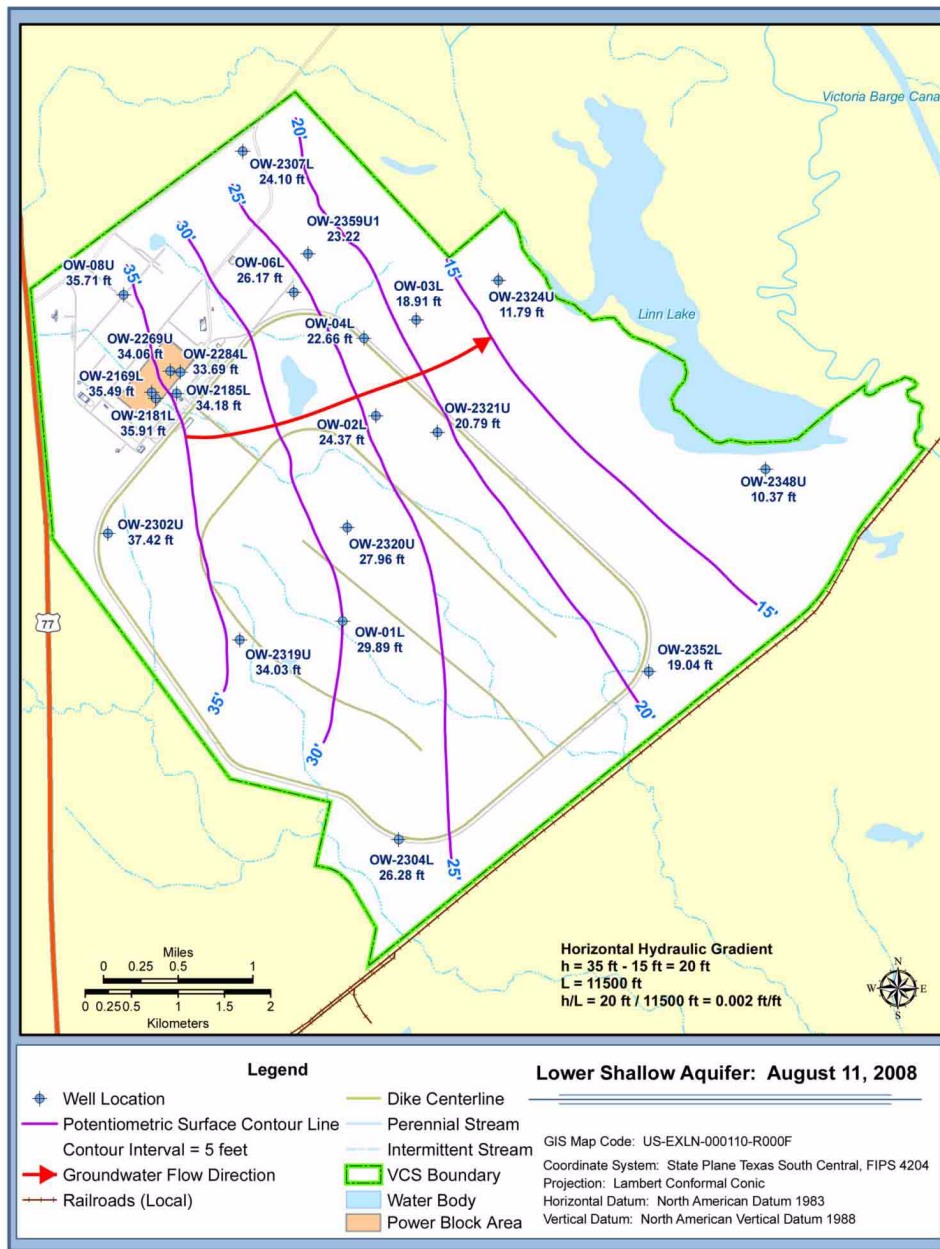 Victoria Barge Cana
20'
OW-2307L
24.10 ft
25'
OW-2359U1
23.22
30'
15'
OW-08U
35.71 ft
35'
OW-06L
26.17 ft
OW-03L
18.91 ft
OW-2324U
11.79 ft
Linn Lake
OW-04L
22.66 ft
OW-2269U
34.06 ft
OW-2284L
33.69 ft
OW-2169L
35.49 ft
OW-2185L
34.18 ft
OW-2181L
35.91 ft
OW-02L
24.37 ft
OW-2321U
20.79 ft
OW-2348U
10.37 ft
OW-2302U
37.42 ft
OW-2320U
27.96 ft
15'
77
OW-01L
29.89 ft
OW-2319U
34.03 ft
OW-2352L
19.04 ft
35'
20'
30'
OW-2304L
26.28 ft
25'
Miles
0 0.25 0.5 1
0 0.25 0.5 1 1.5 2
Kilometers
Horizontal Hydraulic Gradient
h = 35 ft - 15 ft = 20 ft
L = 11500 ft
h/L = 20 ft / 11500 ft = 0.002 ft/ft
N
W E
S
Legend
Well Location
Potentiometric Surface Contour Line
Contour Interval = 5 feet
Groundwater Flow Direction
Railroads (Local)
Dike Centerline
Perennial Stream
Intermittent Stream
VCS Boundary
Water Body
Power Block Area
Lower Shallow Aquifer: August 11, 2008
GIS Map Code: US-EXLN-000110-R000F
Coordinate System: State Plane Texas South Central, FIPS 4204
Projection: Lambert Conformal Conic
Horizontal Datum: North American Datum 1983
Vertical Datum: North American Vertical Datum 1988